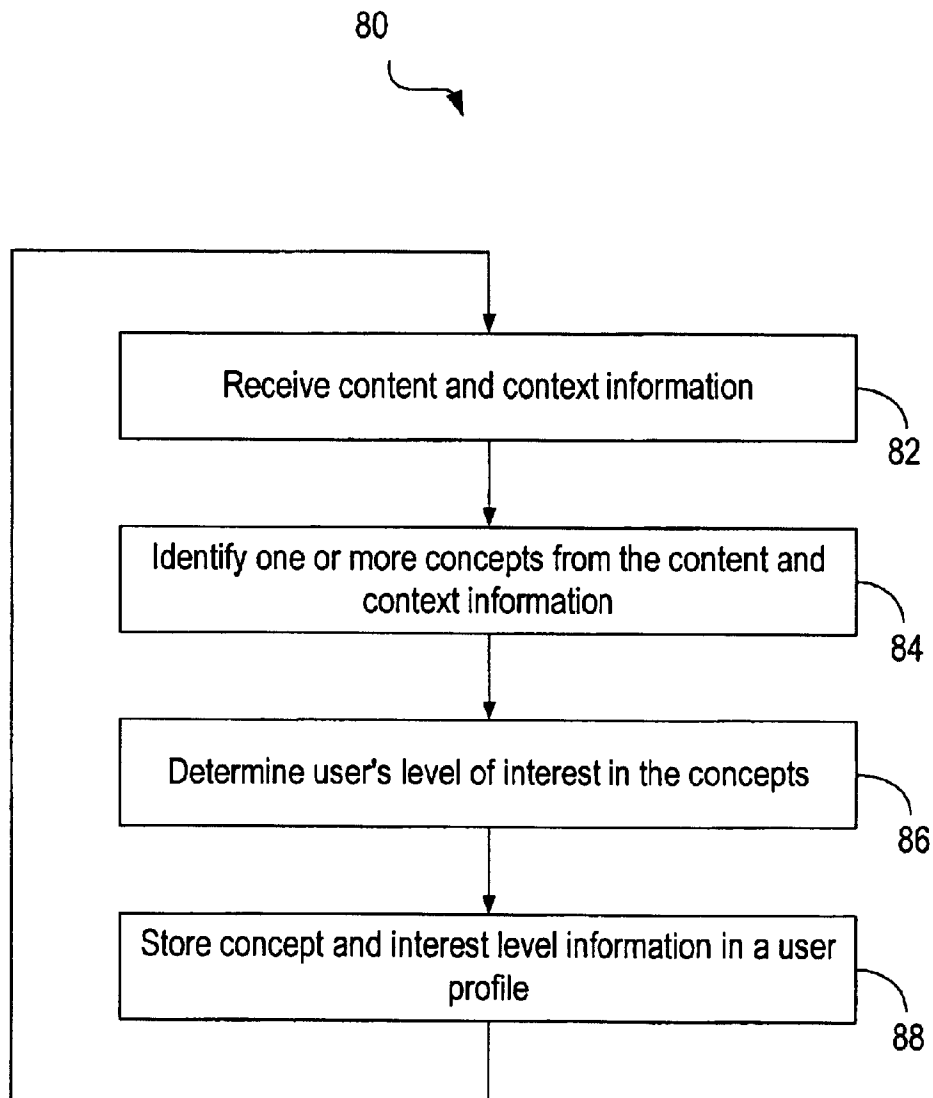 80
Receive content and context information
82
Identify one or more concepts from the content and
context information
84
Determine user's level of interest in the concepts
86
Store concept and interest level information in a user
profile
88